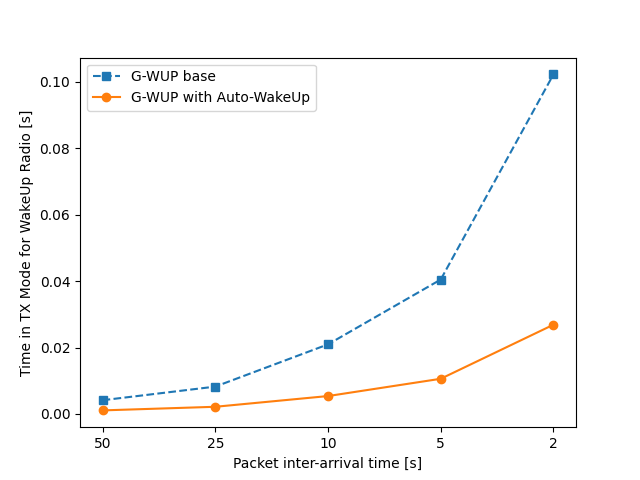 G-WUP base
G-WUP with Auto-WakeUp
Time in TX Mode for WakeUp Radio [s]
0.10
0.08
0.06
0.04
0.02
0.00
50 25 10 5 2
Packet inter-arrival time [s]